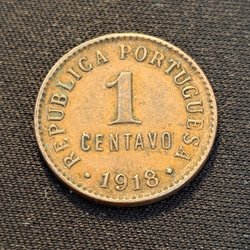 REPUBLICA PORTUGUESA
1
CENTAVO
• 1918 •